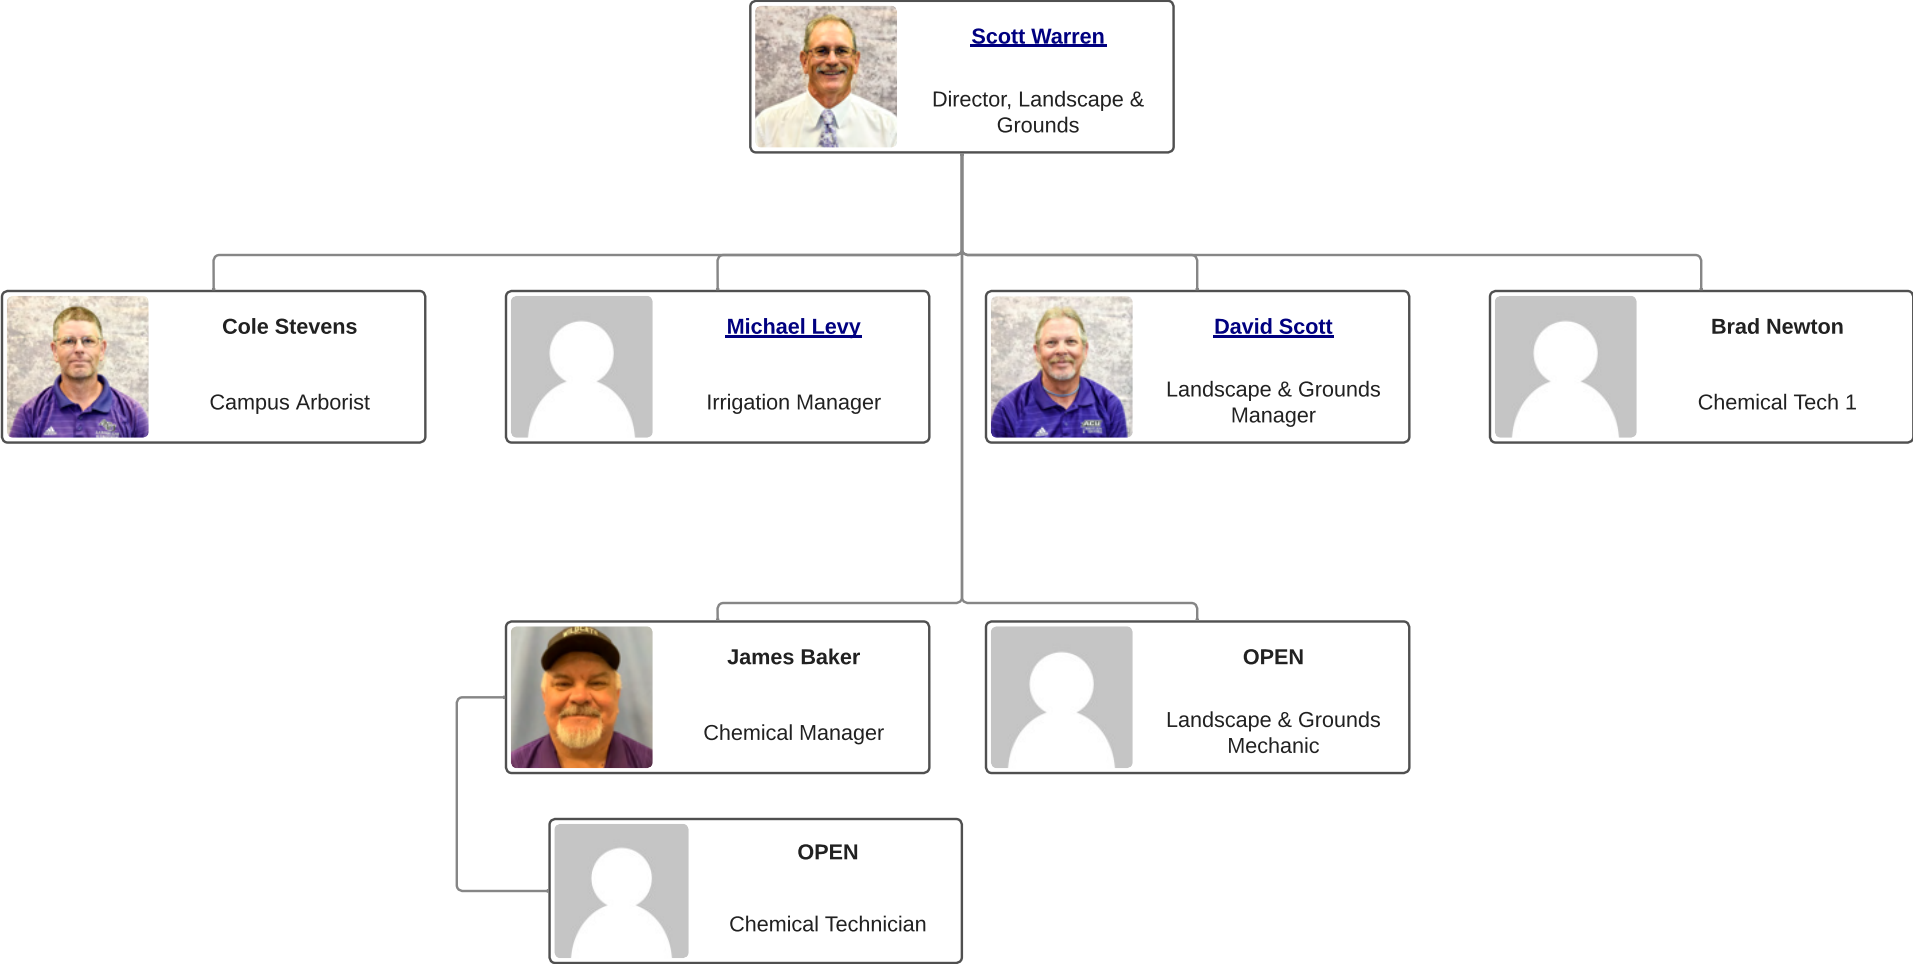 Scott Warren
Director, Landscape &
Grounds
Cole Stevens
Campus Arborist
Michael Levy
Irrigation Manager
David Scott
Landscape & Grounds
Manager
ACU
Brad Newton
Chemical Tech 1
James Baker
Chemical Manager
OPEN
Landscape & Grounds
Mechanic
OPEN
Chemical Technician